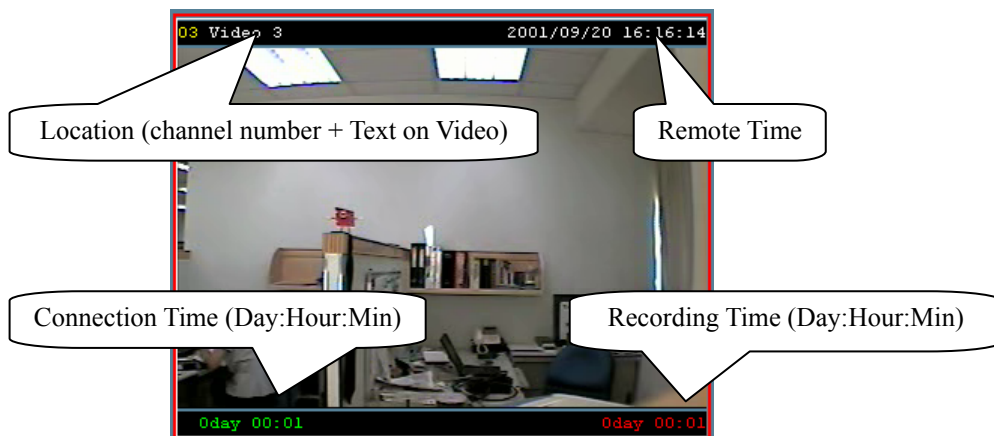 03 Video 3 2001/09/20 16:16:14
Location (channel number + Text on Video)
Remote Time
Connection Time (Day:Hour:Min)
Recording Time (Day:Hour:Min)
0day 00:01 0day 00:01